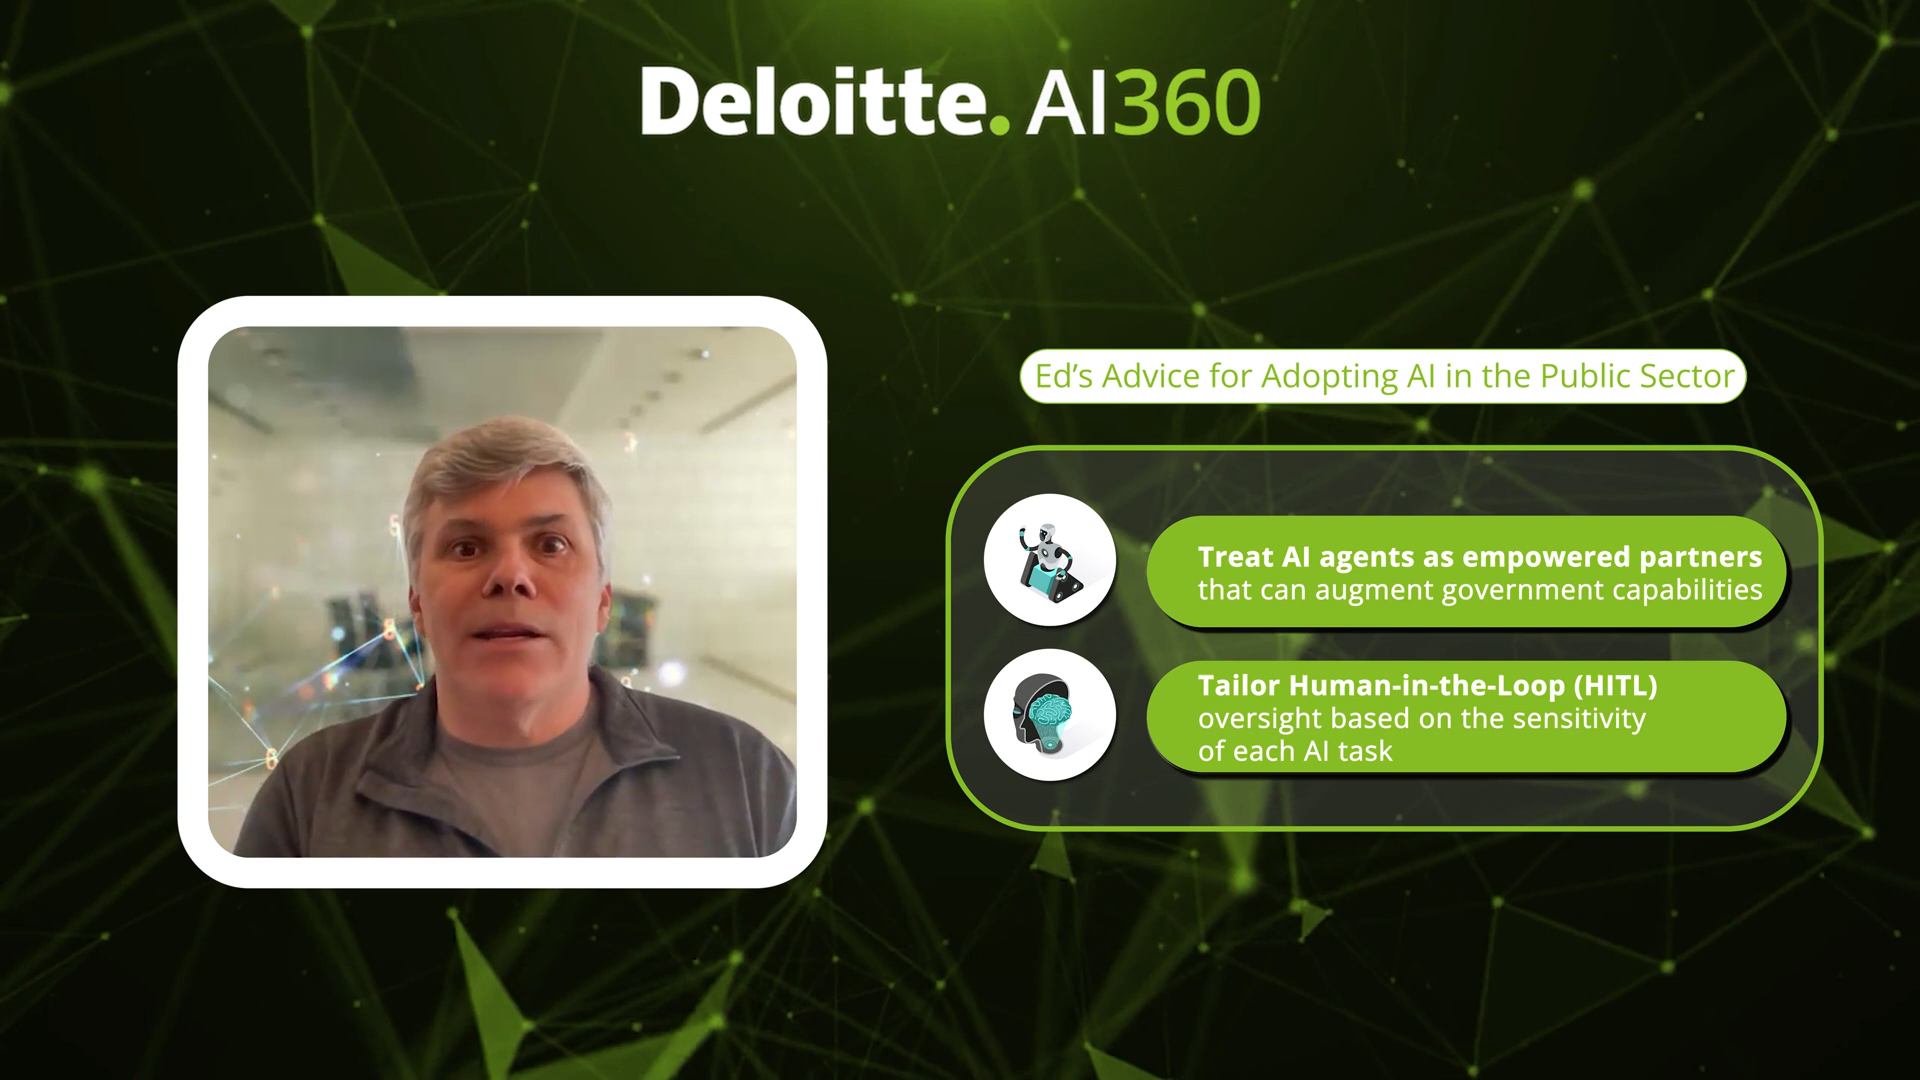 Deloitte. AI360
Ed’s Advice for Adopting AI in the Public Sector
Treat AI agents as empowered partners
that can augment government capabilities
Tailor Human-in-the-Loop (HITL)
oversight based on the sensitivity
of each AI task